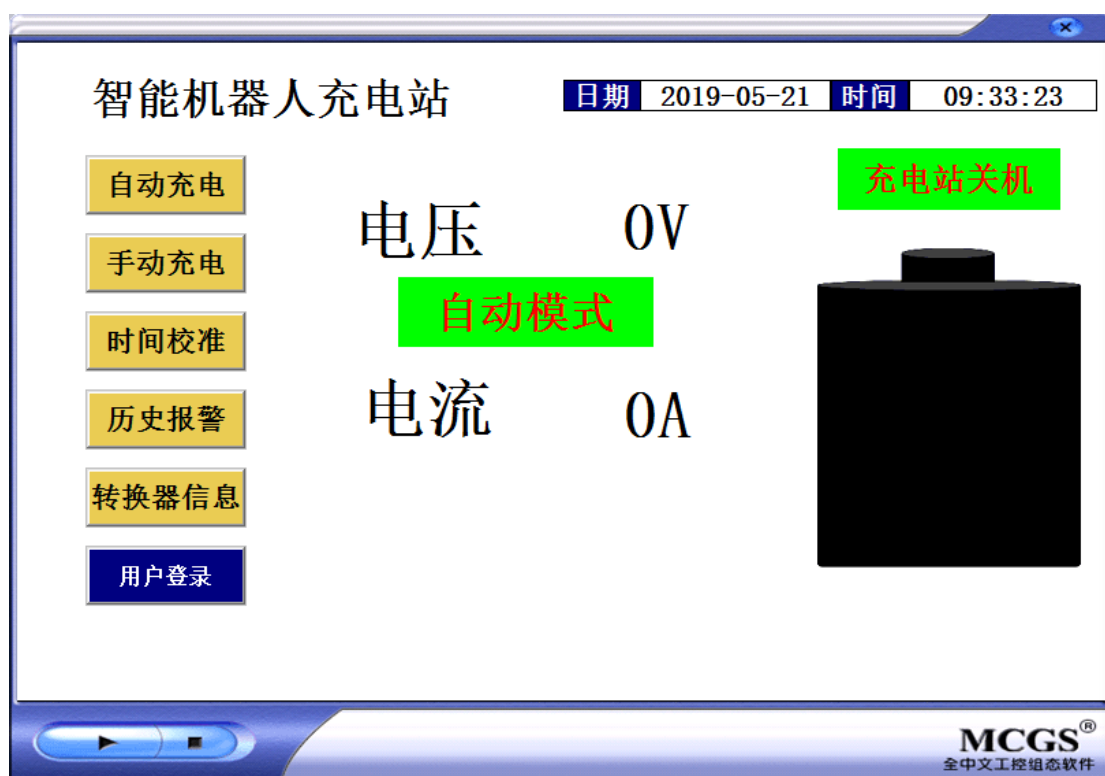 智能机器人充电站
日期 2019-05-21 时间 09:33:23
自动充电
充电站关机
手动充电
电压 0V
时间校准
自动模式
历史报警
电流 0A
转换器信息
用户登录
MCGS®
全中文工控组态软件